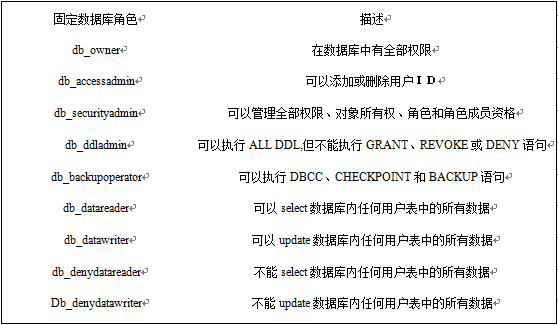 固定数据库角色 描述
db_owner 在数据库中有全部权限
db_accessadmin 可以添加或删除用户ＩＤ
db_securityadmin 可以管理全部权限、对象所有权、角色和角色成员资格
db_ddladmin 可以执行 ALL DDL,但不能执行 GRANT、REVOKE 或 DENY 语句
db_backupoperator 可以执行 DBCC、CHECKPOINT 和 BACKUP 语句
db_datareader 可以 select 数据库内任何用户表中的所有数据
db_datawriter 可以 update 数据库内任何用户表中的所有数据
db_denydatareader 不能 select 数据库内任何用户表中的所有数据
Db_denydatawriter 不能 update 数据库内任何用户表中的所有数据